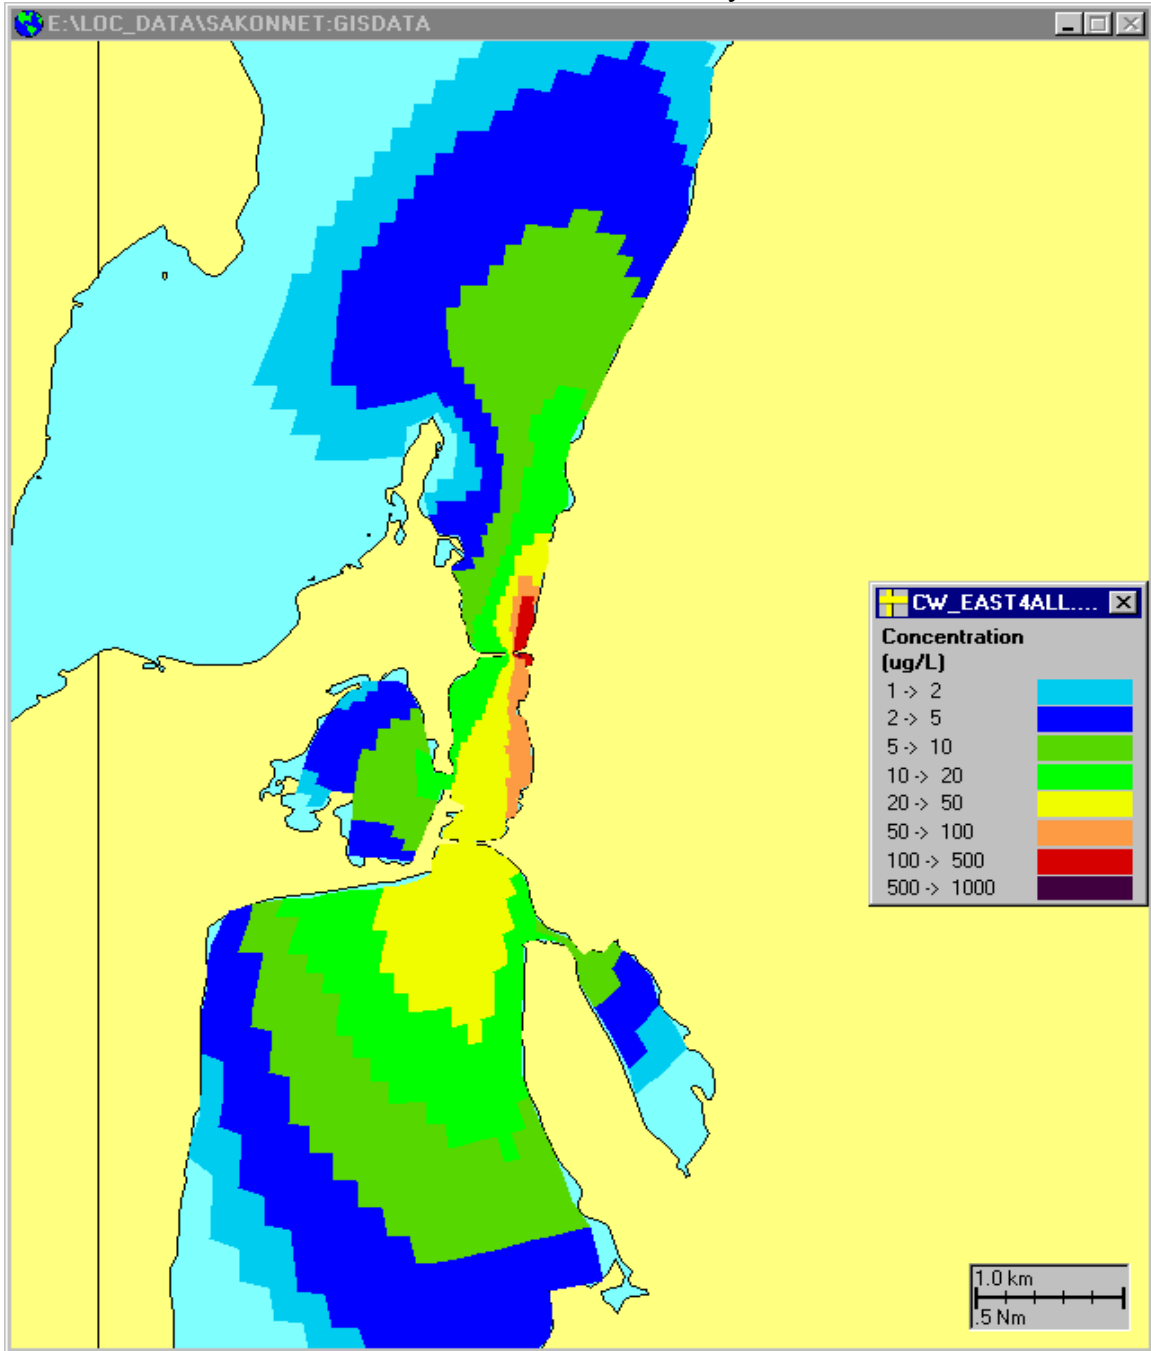 E:\LOC_DATA\SAKONNET:GISDATA
CW_EAST4ALL....
Concentration
(ug/L)
1 -> 2
2 -> 5
5 -> 10
10 -> 20
20 -> 50
50 -> 100
100 -> 500
500 -> 1000
1.0 km
.5 Nm